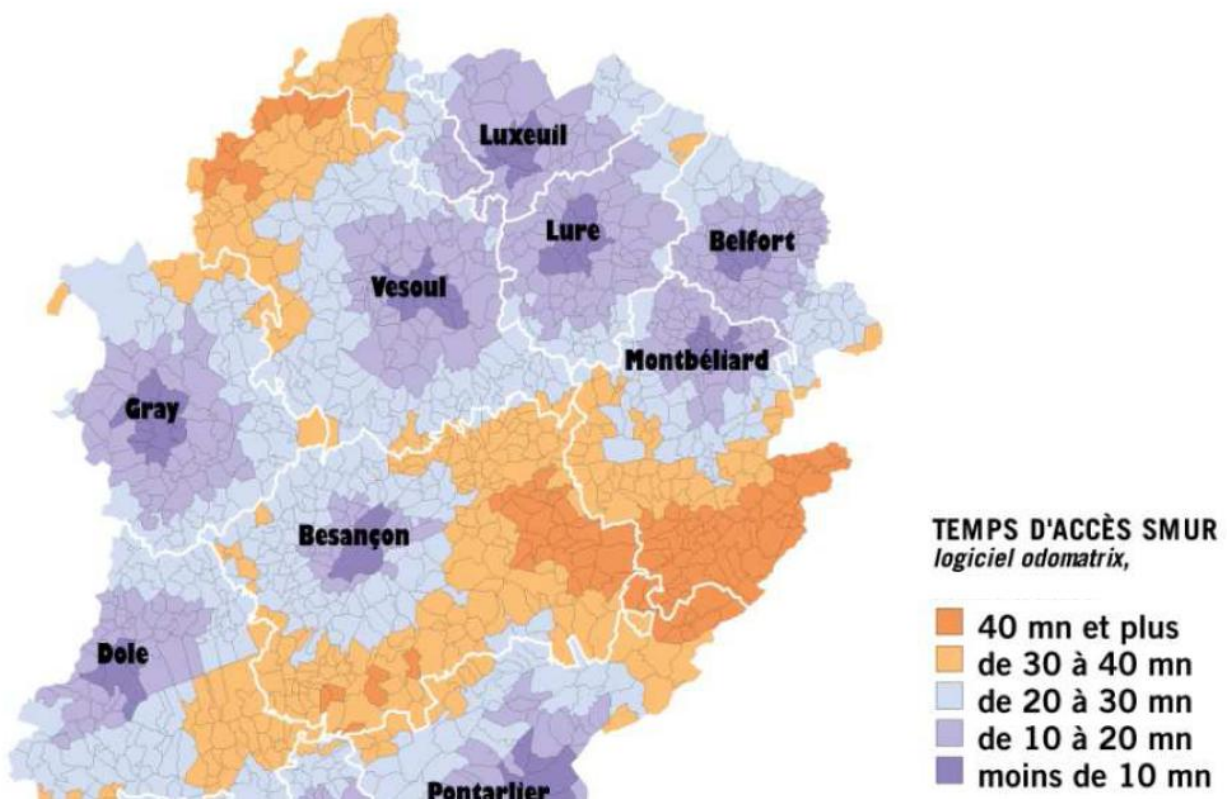 Luxeuil
Lure
Belfort
Vesoul
Montbéliard
Gray
Besançon
Dole
Pontarlier
TEMPS D'ACCÈS SMUR
logiciel odomatrix,
40 mn et plus
de 30 à 40 mn
de 20 à 30 mn
de 10 à 20 mn
moins de 10 mn